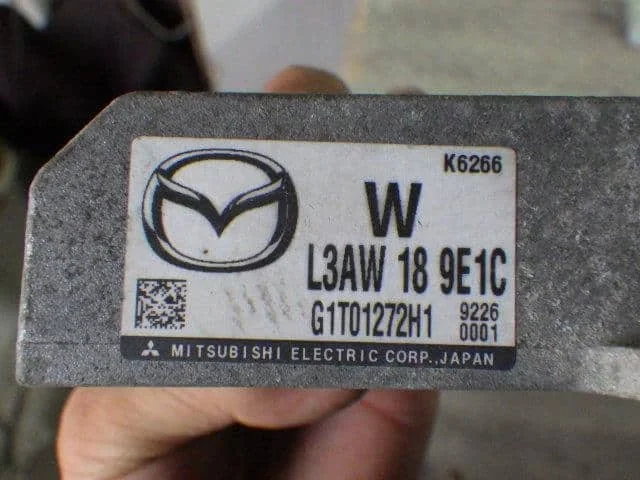 K6266
W
L3AW 18 9E1C
G1T01272H1 9226
0001
MITSUBISHI ELECTRIC CORP., JAPAN